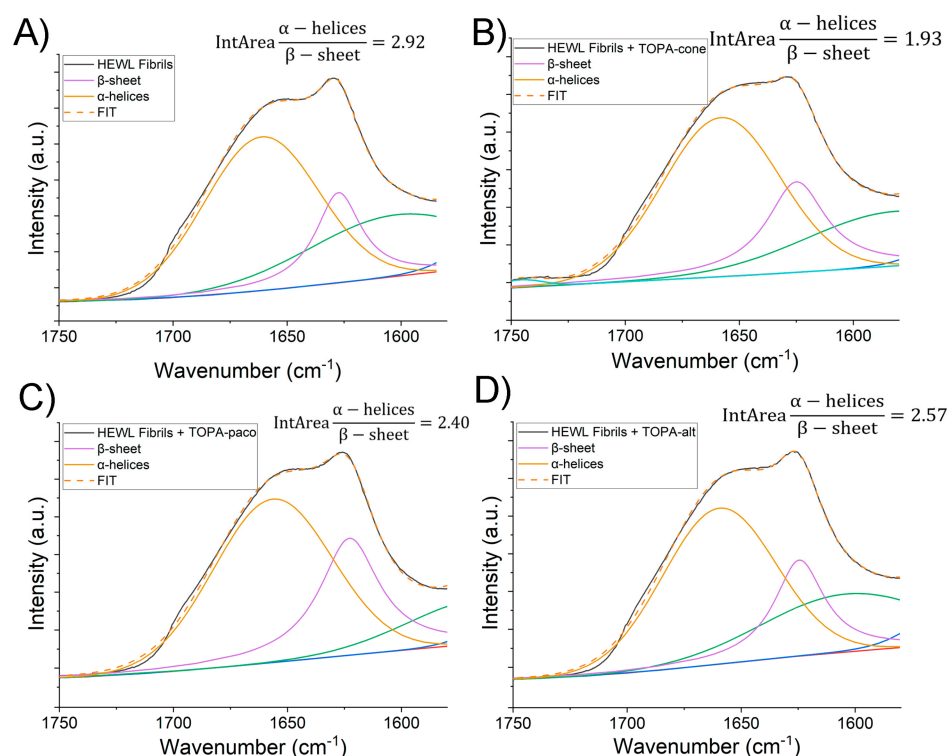 A)
IntArea α − helices / β − sheet = 2.92
HEWL Fibrils
β-sheet
α-helices
FIT
Intensity (a.u.)
1750 1700 1650 1600
Wavenumber (cm⁻¹)
B)
IntArea α − helices / β − sheet = 1.93
HEWL Fibrils + TOPA-cone
β-sheet
α-helices
FIT
Intensity (a.u.)
1750 1700 1650 1600
Wavenumber (cm⁻¹)
C)
IntArea α − helices / β − sheet = 2.40
HEWL Fibrils + TOPA-paco
β-sheet
α-helices
FIT
Intensity (a.u.)
1750 1700 1650 1600
Wavenumber (cm⁻¹)
D)
IntArea α − helices / β − sheet = 2.57
HEWL Fibrils + TOPA-alt
β-sheet
α-helices
FIT
Intensity (a.u.)
1750 1700 1650 1600
Wavenumber (cm⁻¹)